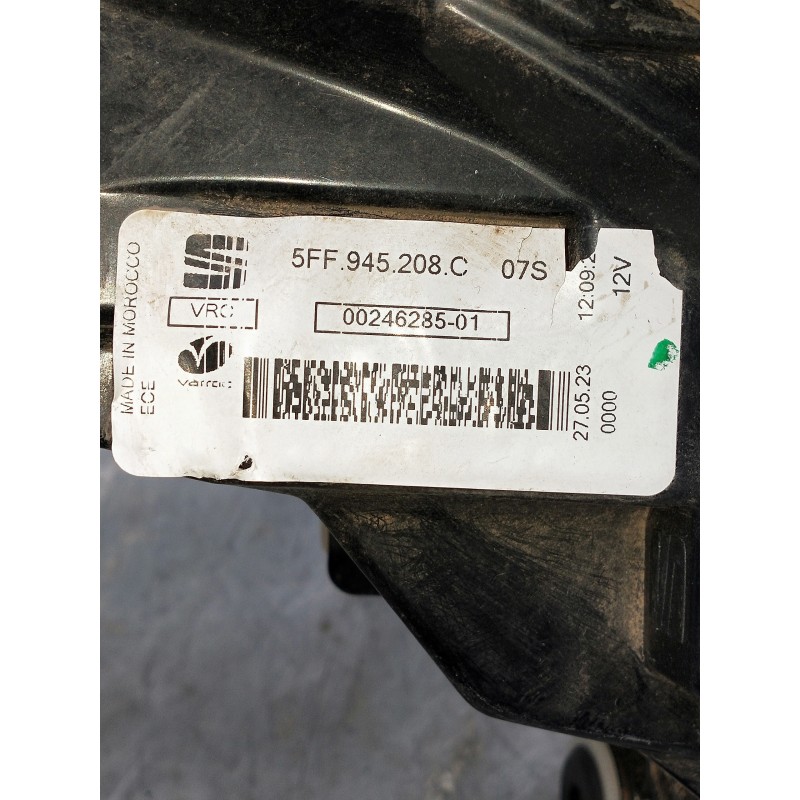 5FF.945.208.C 07S
VRC
00246285-01
varroc
MADE IN MOROCCO
ECE
12:09:2
12V
27.05.23
0000